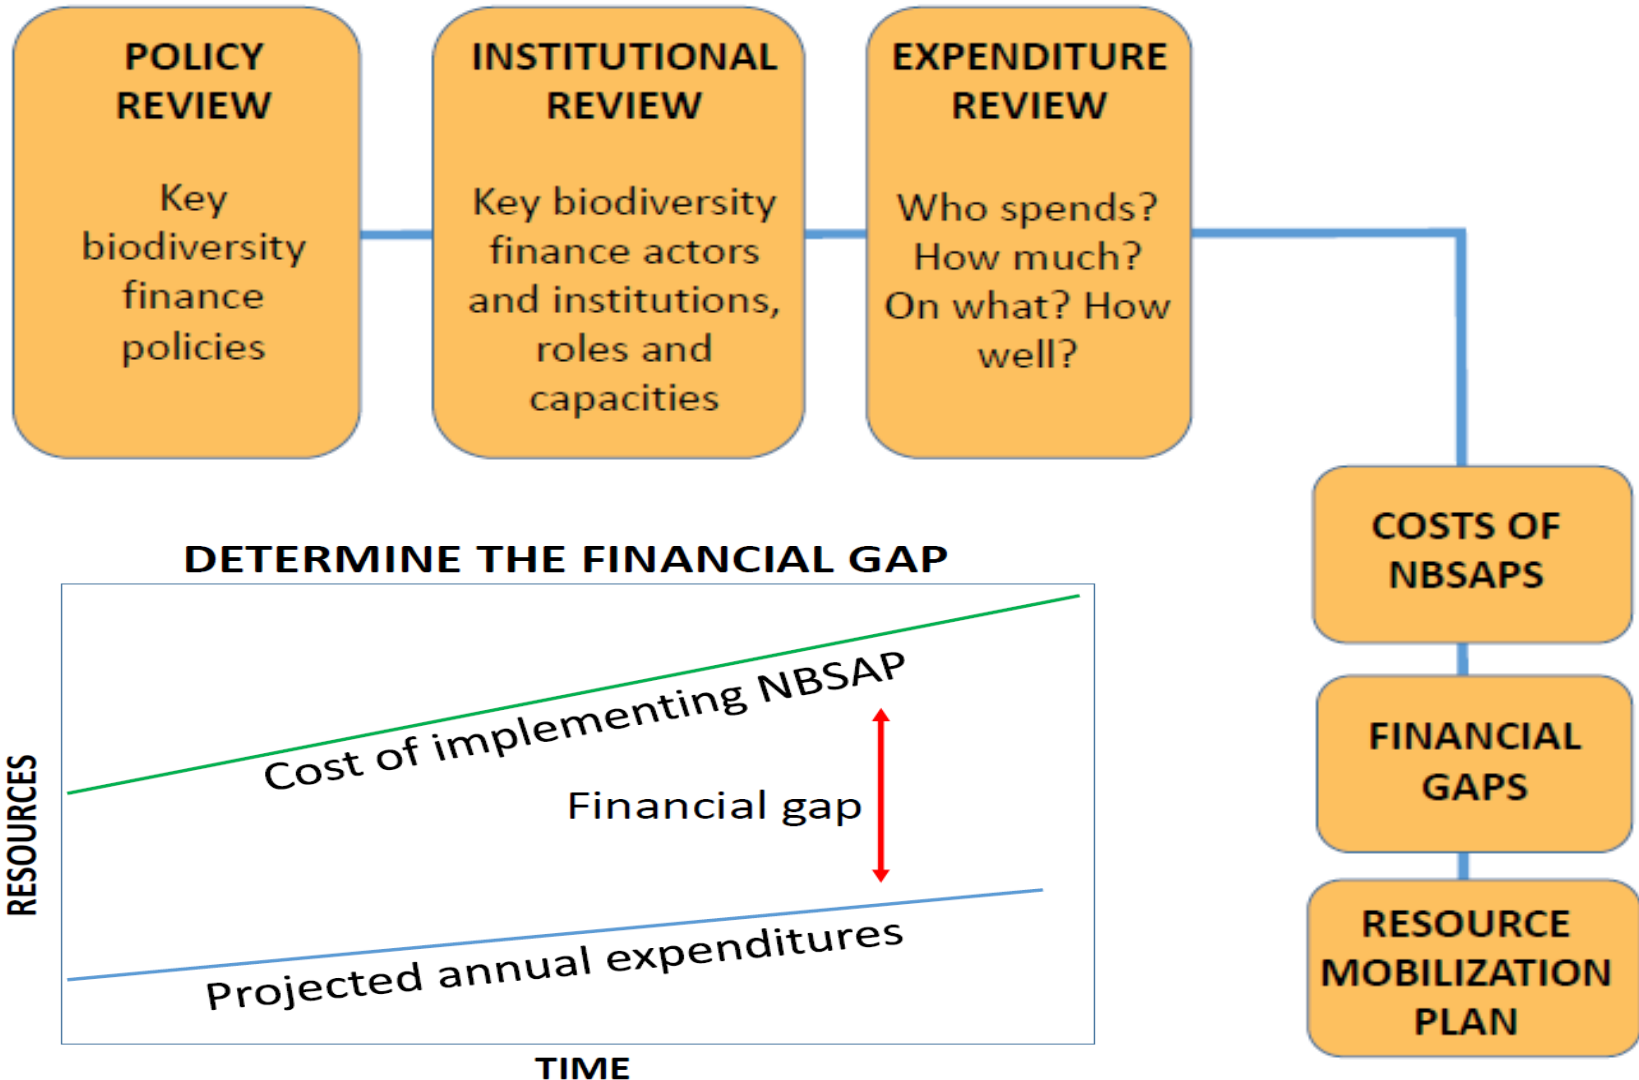 POLICY
REVIEW
Key
biodiversity
finance
policies
INSTITUTIONAL
REVIEW
Key biodiversity
finance actors
and institutions,
roles and
capacities
EXPENDITURE
REVIEW
Who spends?
How much?
On what? How
well?
COSTS OF
NBSAPS
FINANCIAL
GAPS
RESOURCE
MOBILIZATION
PLAN
DETERMINE THE FINANCIAL GAP
Cost of implementing NBSAP
Financial gap
Projected annual expenditures
RESOURCES
TIME